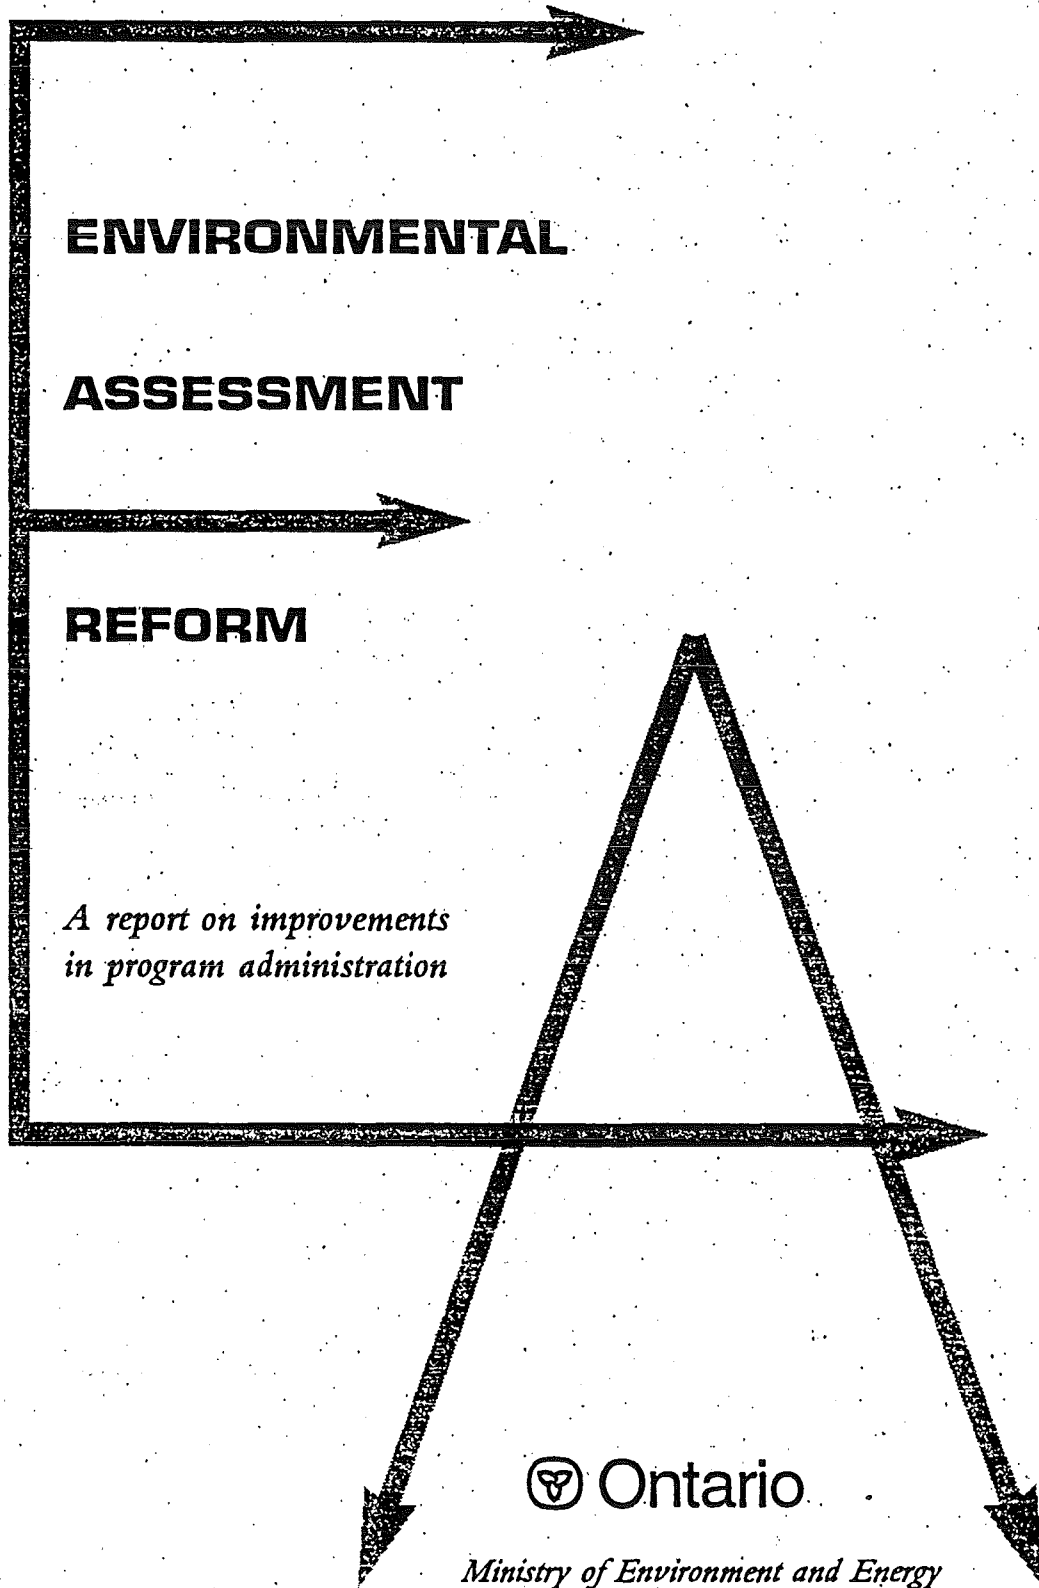 ENVIRONMENTAL
ASSESSMENT
REFORM
A report on improvements
in program administration
Ontario
Ministry of Environment and Energy